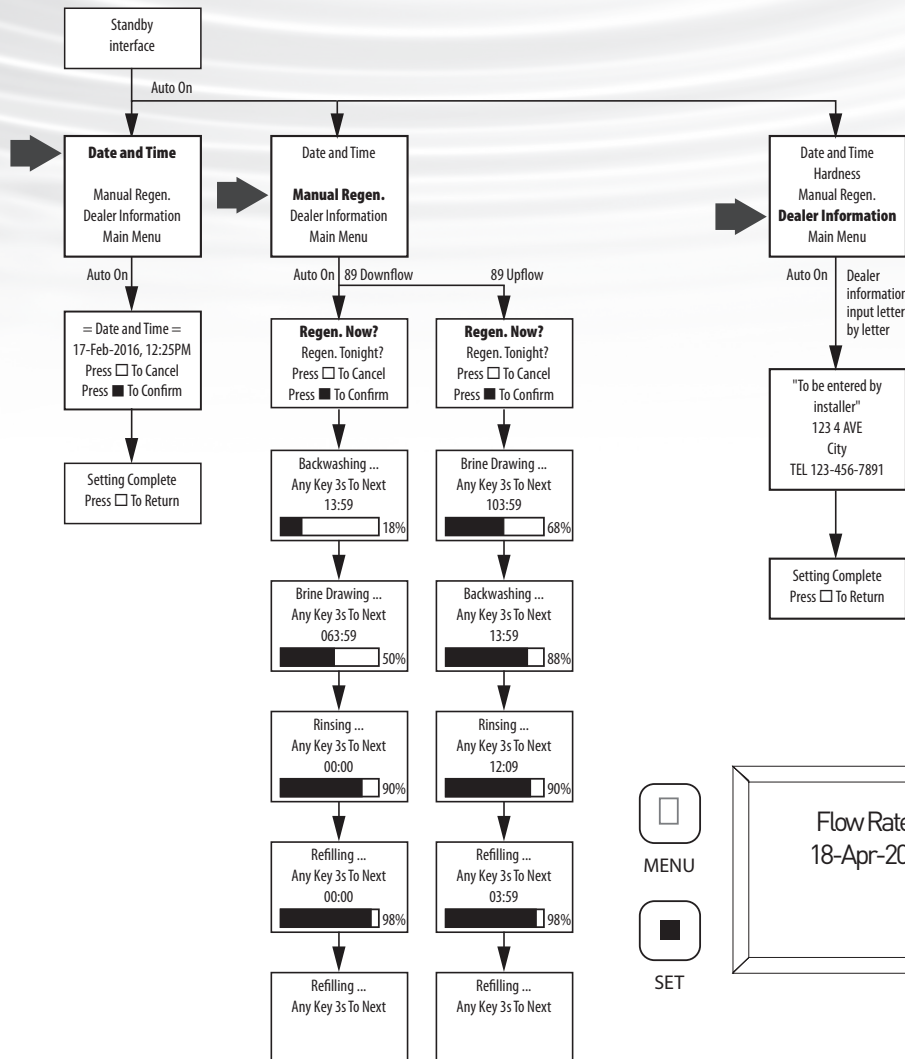 Standby
interface
Auto On
Date and Time
Manual Regen.
Dealer Information
Main Menu
Auto On
= Date and Time =
17-Feb-2016, 12:25PM
Press □ To Cancel
Press ■ To Confirm
Setting Complete
Press □ To Return
Date and Time
Manual Regen.
Dealer Information
Main Menu
Auto On
89 Downflow
89 Upflow
Regen. Now?
Regen. Tonight?
Press □ To Cancel
Press ■ To Confirm
Backwashing ...
Any Key 3s To Next
13:59
18%
Brine Drawing ...
Any Key 3s To Next
063:59
50%
Rinsing ...
Any Key 3s To Next
00:00
90%
Refilling ...
Any Key 3s To Next
00:00
98%
Refilling ...
Any Key 3s To Next
Regen. Now?
Regen. Tonight?
Press □ To Cancel
Press ■ To Confirm
Brine Drawing ...
Any Key 3s To Next
103:59
68%
Backwashing ...
Any Key 3s To Next
13:59
88%
Rinsing ...
Any Key 3s To Next
12:09
90%
Refilling ...
Any Key 3s To Next
03:59
98%
Refilling ...
Any Key 3s To Next
Date and Time
Hardness
Manual Regen.
Dealer Information
Main Menu
Auto On
Dealer
information
input letter
by letter
"To be entered by
installer"
123 4 AVE
City
TEL 123-456-7891
Setting Complete
Press □ To Return
MENU
SET
Flow Rate
18-Apr-20